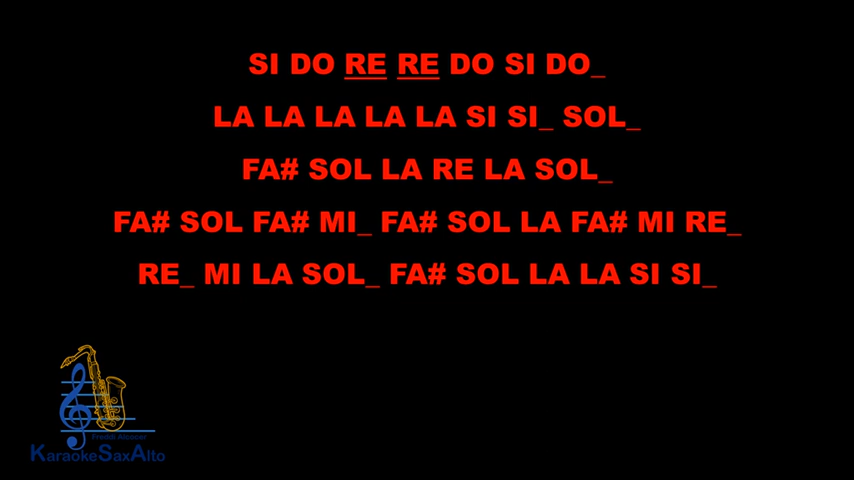 SI DO RE RE DO SI DO_
LA LA LA LA LA SI SI_ SOL_
FA# SOL LA RE LA SOL_
FA# SOL FA# MI_ FA# SOL LA FA# MI RE_
RE_ MI LA SOL_ FA# SOL LA LA SI SI_
Freddi Alcocer
KaraokeSaxAlto